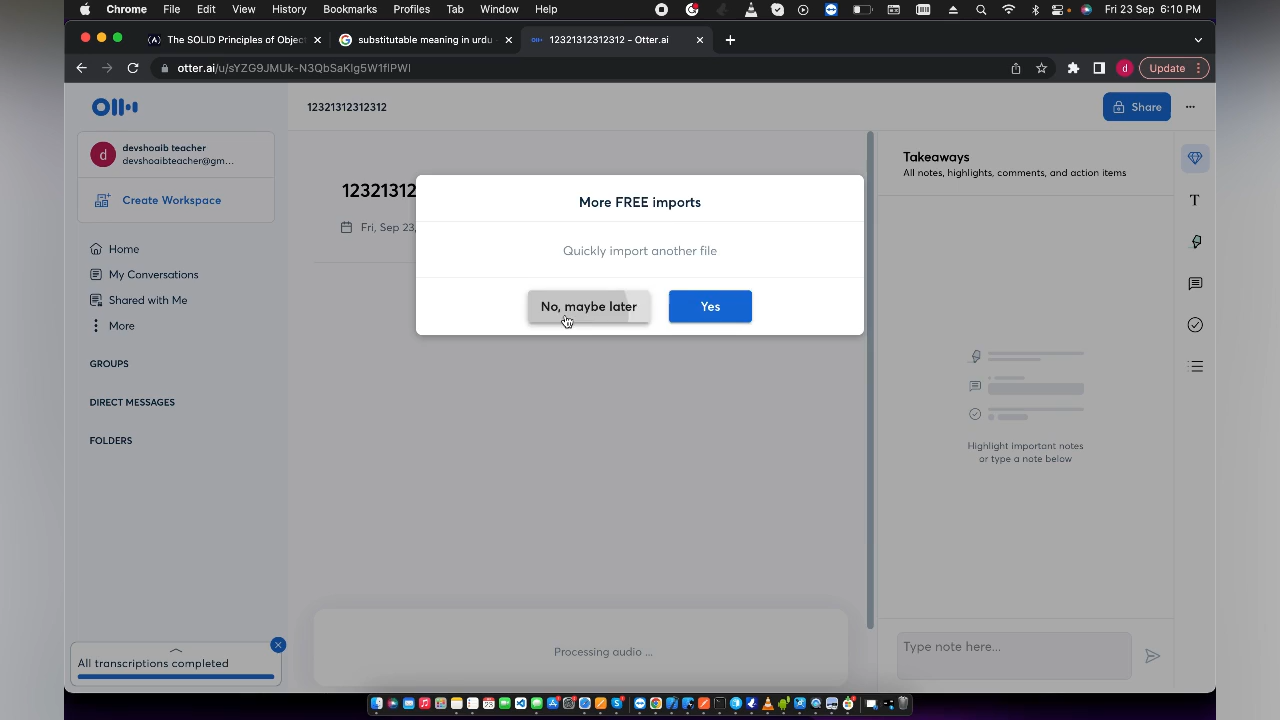 Chrome File Edit View History Bookmarks Profiles Tab Window Help Fri 23 Sep 6:10 PM
The SOLID Principles of Object
substitutable meaning in urdu
12321312312312 - Otter.ai
otter.ai/u/sYZG9JMUk-N3QbSaKlg5W1fIPWI
d
Update
12321312312312
Share
d
devshoaib teacher
devshoaibteacher@gm...
Create Workspace
Home
My Conversations
Shared with Me
More
GROUPS
DIRECT MESSAGES
FOLDERS
All transcriptions completed
12321312
Fri, Sep 23,
More FREE imports
Quickly import another file
No, maybe later
Yes
Processing audio ...
Takeaways
All notes, highlights, comments, and action items
Highlight important notes
or type a note below
Type note here...
T